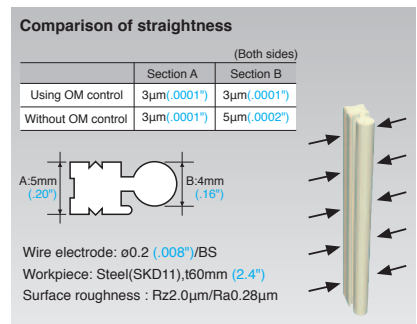 Comparison of straightness
(Both sides)
Section A Section B
Using OM control 3µm(.0001") 3µm(.0001")
Without OM control 3µm(.0001") 5µm(.0002")
A:5mm B:4mm
(.20") (.16")
Wire electrode: ø0.2 (.008")/BS
Workpiece: Steel(SKD11),t60mm (2.4")
Surface roughness : Rz2.0µm/Ra0.28µm